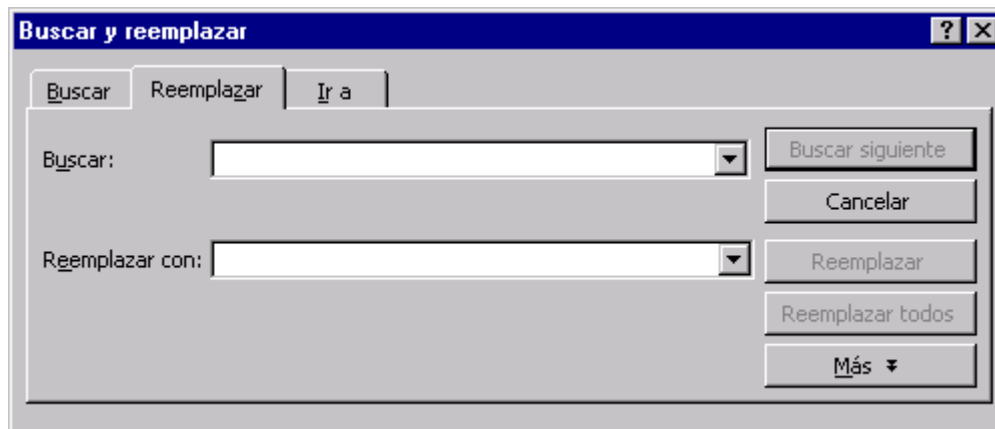 Buscar y reemplazar
Buscar Reemplazar Ir a
Buscar: Buscar siguiente
Cancelar
Reemplazar con: Reemplazar
Reemplazar todos
Más